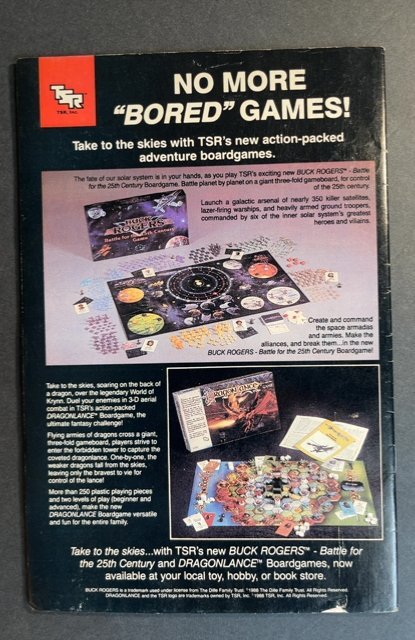 TSR
TSR, Inc.
NO MORE
"BORED" GAMES!
Take to the skies with TSR's new action-packed
adventure boardgames.
The fate of our solar system is in your hands, as you play TSR's exciting new BUCK ROGERS™ - Battle
for the 25th Century Boardgame. Battle planet by planet on a giant three-fold gameboard, for control
of the 25th century.
Launch a galactic arsenal of nearly 350 killer satellites,
lazer-firing warships, and heavily armed ground troopers,
commanded by six of the inner solar system's greatest
heroes and villains.
BUCK
ROGERS
Battle for the 25th Century
Game
Create and command
the space armadas
and armies. Make the
alliances, and break them...in the new
BUCK ROGERS - Battle for the 25th Century Boardgame!
Take to the skies, soaring on the back of
a dragon, over the legendary World of
Krynn. Duel your enemies in 3-D aerial
combat in TSR's action-packed
DRAGONLANCE® Boardgame, the
ultimate fantasy challenge!
Flying armies of dragons cross a giant,
three-fold gameboard, players strive to
enter the forbidden tower to capture the
coveted dragonlance. One-by-one, the
weaker dragons fall from the skies,
leaving only the bravest to vie for
control of the lance!
More than 250 plastic playing pieces
and two levels of play (beginner and
advanced), make the new
DRAGONLANCE Boardgame versatile
and fun for the entire family.
DRAGONLANCE
Take to the skies...with TSR's new BUCK ROGERS™ - Battle for
the 25th Century and DRAGONLANCE™ Boardgames, now
available at your local toy, hobby, or book store.
BUCK ROGERS is a trademark used under license from The Dille Family Trust. ©1988 The Dille Family Trust. All Rights Reserved.
DRAGONLANCE and the TSR logo are trademarks owned by TSR, Inc. ©1988 TSR, Inc. All Rights Reserved.